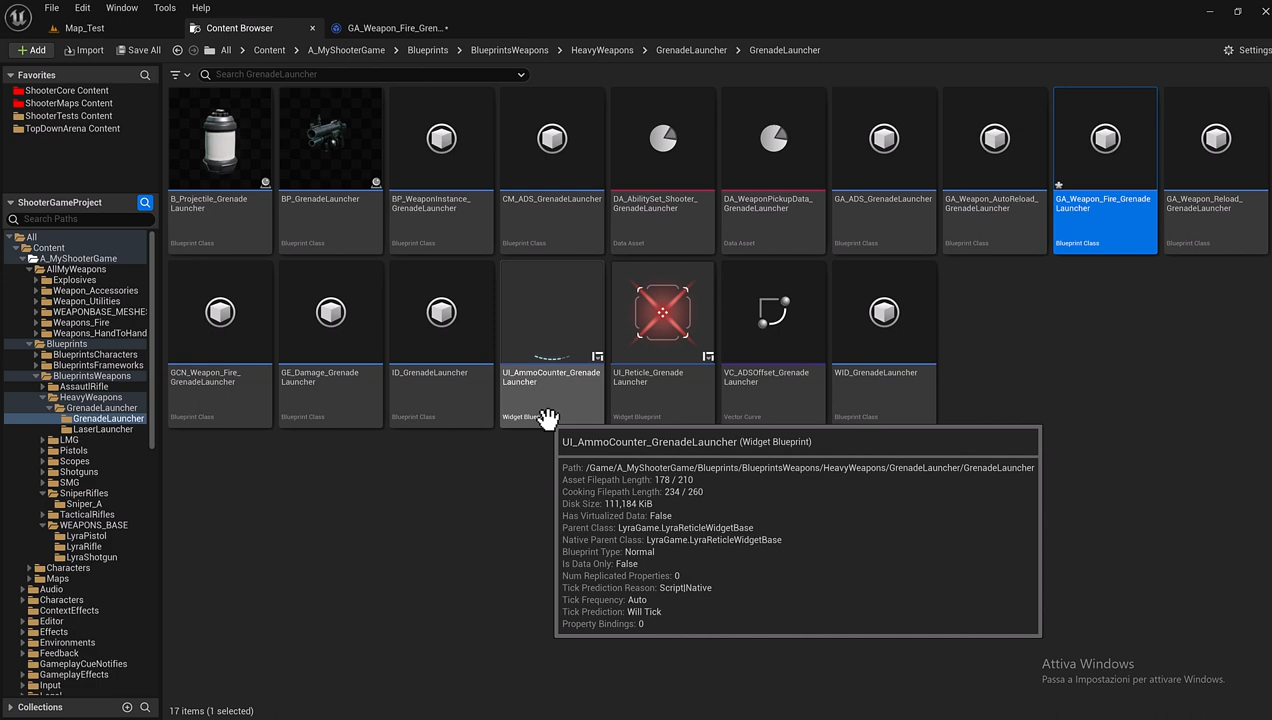 File Edit Window Tools Help
Map_Test Content Browser GA_Weapon_Fire_Gren...*
Add Import Save All All Content A_MyShooterGame Blueprints BlueprintsWeapons HeavyWeapons GrenadeLauncher GrenadeLauncher Settings
Favorites
ShooterCore Content
ShooterMaps Content
ShooterTests Content
TopDownArena Content
ShooterGameProject
Search Paths
All
Content
A_MyShooterGame
AllMyWeapons
Explosives
Weapon_Accessories
Weapon_Utilities
WEAPONBASE_MESHES
Weapons_Fire
Weapons_HandToHand
Blueprints
BlueprintsCharacters
BlueprintsFrameworks
BlueprintsWeapons
AssautlRifle
HeavyWeapons
GrenadeLauncher
GrenadeLauncher
LaserLauncher
LMG
Pistols
Scopes
Shotguns
SMG
SniperRifles
Sniper_A
TacticalRifles
WEAPONS_BASE
LyraPistol
LyraRifle
LyraShotgun
Characters
Maps
Audio
Characters
ContextEffects
Editor
Effects
Environments
Feedback
GameplayCueNotifies
GameplayEffects
Input
Collections
Search GrenadeLauncher
B_Projectile_Grenade
Launcher
Blueprint Class
BP_GrenadeLauncher
Blueprint Class
BP_WeaponInstance_
GrenadeLauncher
Blueprint Class
CM_ADS_GrenadeLauncher
Blueprint Class
DA_AbilitySet_Shooter_
GrenadeLauncher
Data Asset
DA_WeaponPickupData_
GrenadeLauncher
Data Asset
GA_ADS_GrenadeLauncher
Blueprint Class
GA_Weapon_AutoReload_
GrenadeLauncher
Blueprint Class
GA_Weapon_Fire_Grenade
Launcher
Blueprint Class
GA_Weapon_Reload_
GrenadeLauncher
Blueprint Class
GCN_Weapon_Fire_
GrenadeLauncher
Blueprint Class
GE_Damage_Grenade
Launcher
Blueprint Class
ID_GrenadeLauncher
Blueprint Class
UI_AmmoCounter_Grenade
Launcher
Widget Blu
UI_Reticle_Grenade
Launcher
Widget Blueprint
VC_ADSOffset_Grenade
Launcher
Vector Curve
WID_GrenadeLauncher
Blueprint Class
UI_AmmoCounter_GrenadeLauncher (Widget Blueprint)
Path: /Game/A_MyShooterGame/Blueprints/BlueprintsWeapons/HeavyWeapons/GrenadeLauncher/GrenadeLauncher
Asset Filepath Length: 178 / 210
Cooking Filepath Length: 234 / 260
Disk Size: 111,184 KiB
Has Virtualized Data: False
Parent Class: LyraGame.LyraReticleWidgetBase
Native Parent Class: LyraGame.LyraReticleWidgetBase
Blueprint Type: Normal
Is Data Only: False
Num Replicated Properties: 0
Tick Prediction Reason: Script|Native
Tick Frequency: Auto
Tick Prediction: Will Tick
Property Bindings: 0
Attiva Windows
Passa a Impostazioni per attivare Windows.
17 items (1 selected)